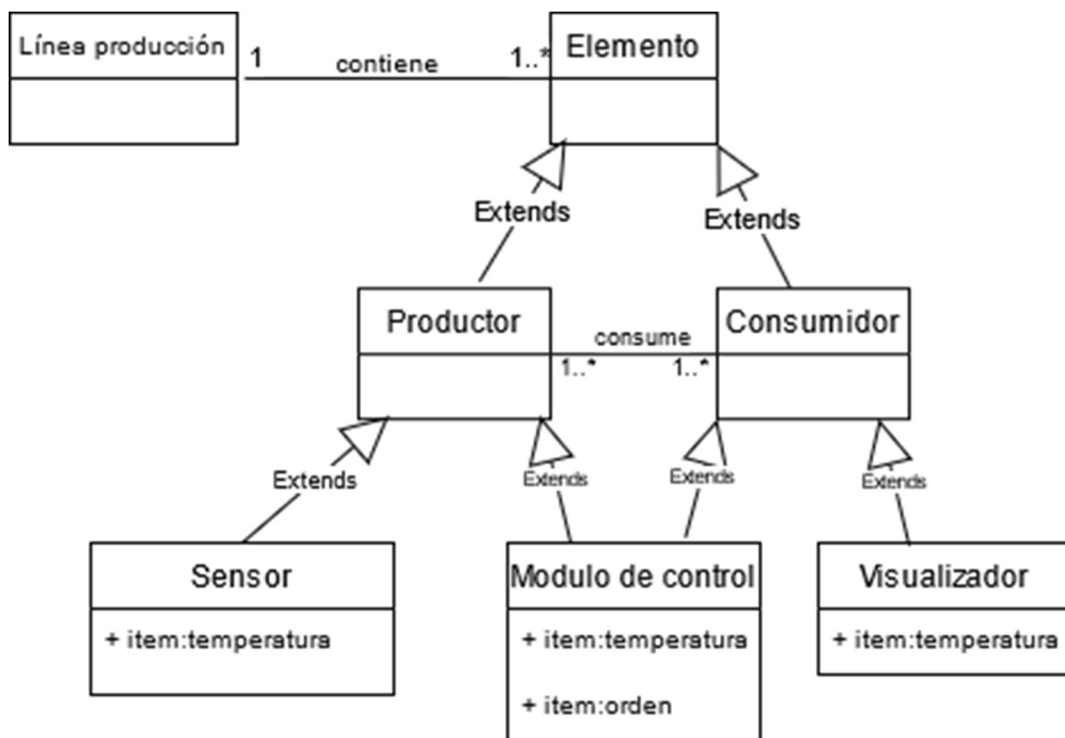 Línea producción
1
contiene
1..*
Elemento
Extends
Extends
Productor
consume
1..*
1..*
Consumidor
Extends
Extends
Extends
Extends
Sensor
+ item:temperatura
Modulo de control
+ item:temperatura
+ item:orden
Visualizador
+ item:temperatura